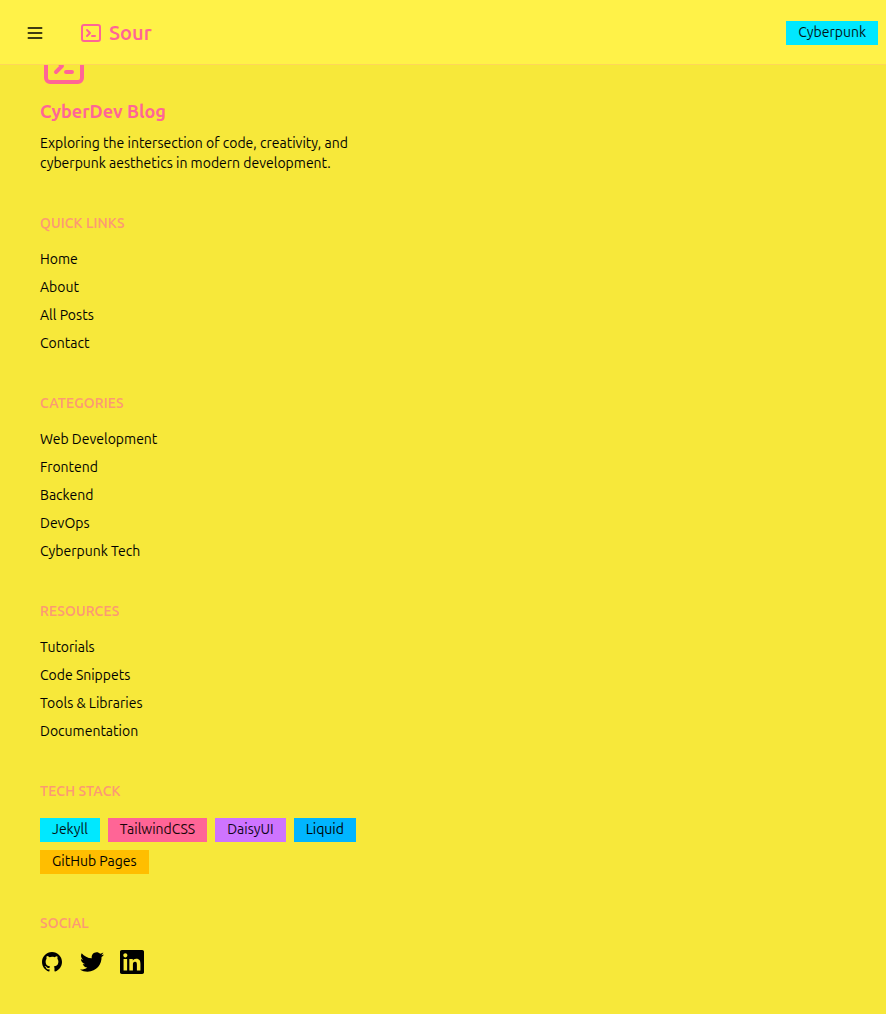 Sour
Cyberpunk
CyberDev Blog
Exploring the intersection of code, creativity, and
cyberpunk aesthetics in modern development.
QUICK LINKS
Home
About
All Posts
Contact
CATEGORIES
Web Development
Frontend
Backend
DevOps
Cyberpunk Tech
RESOURCES
Tutorials
Code Snippets
Tools & Libraries
Documentation
TECH STACK
Jekyll TailwindCSS DaisyUI Liquid
GitHub Pages
SOCIAL